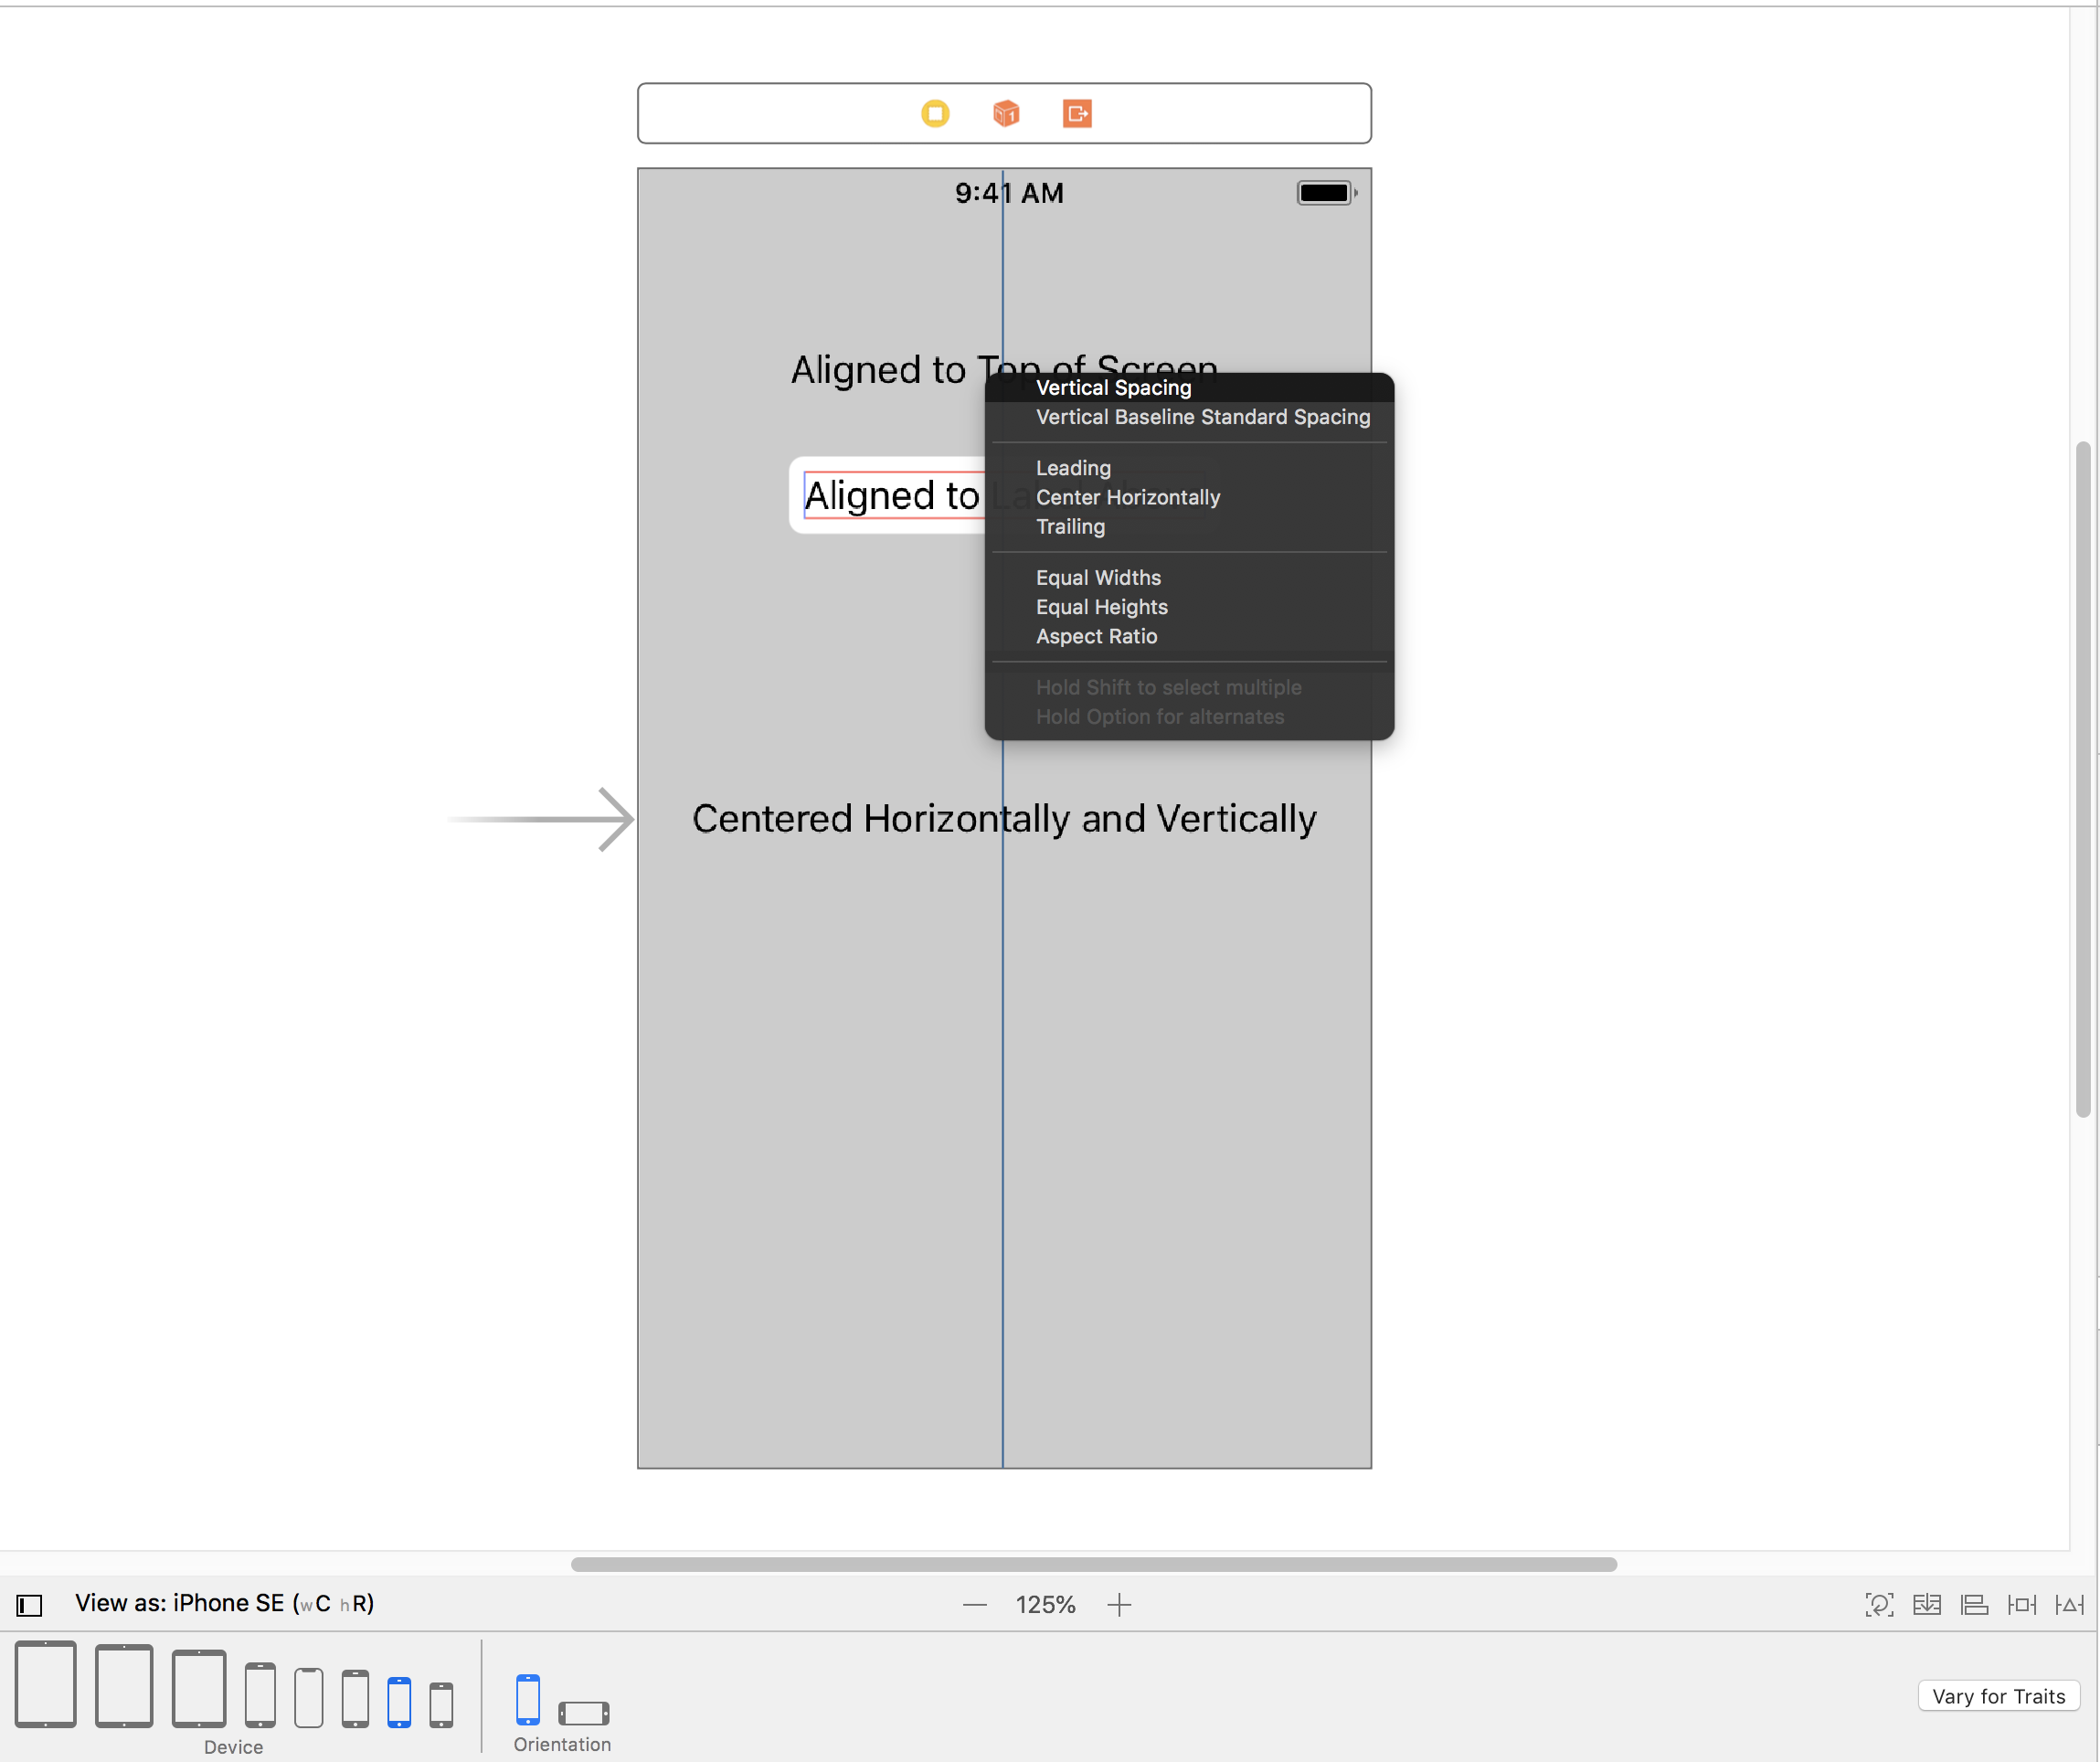 9:41 AM
Aligned to Top of Screen
Vertical Spacing
Vertical Baseline Standard Spacing
Aligned to
Leading
Center Horizontally
Trailing
Equal Widths
Equal Heights
Aspect Ratio
Hold Shift to select multiple
Hold Option for alternates
Centered Horizontally and Vertically
View as: iPhone SE (wC hR)
125%
Vary for Traits
Device
Orientation